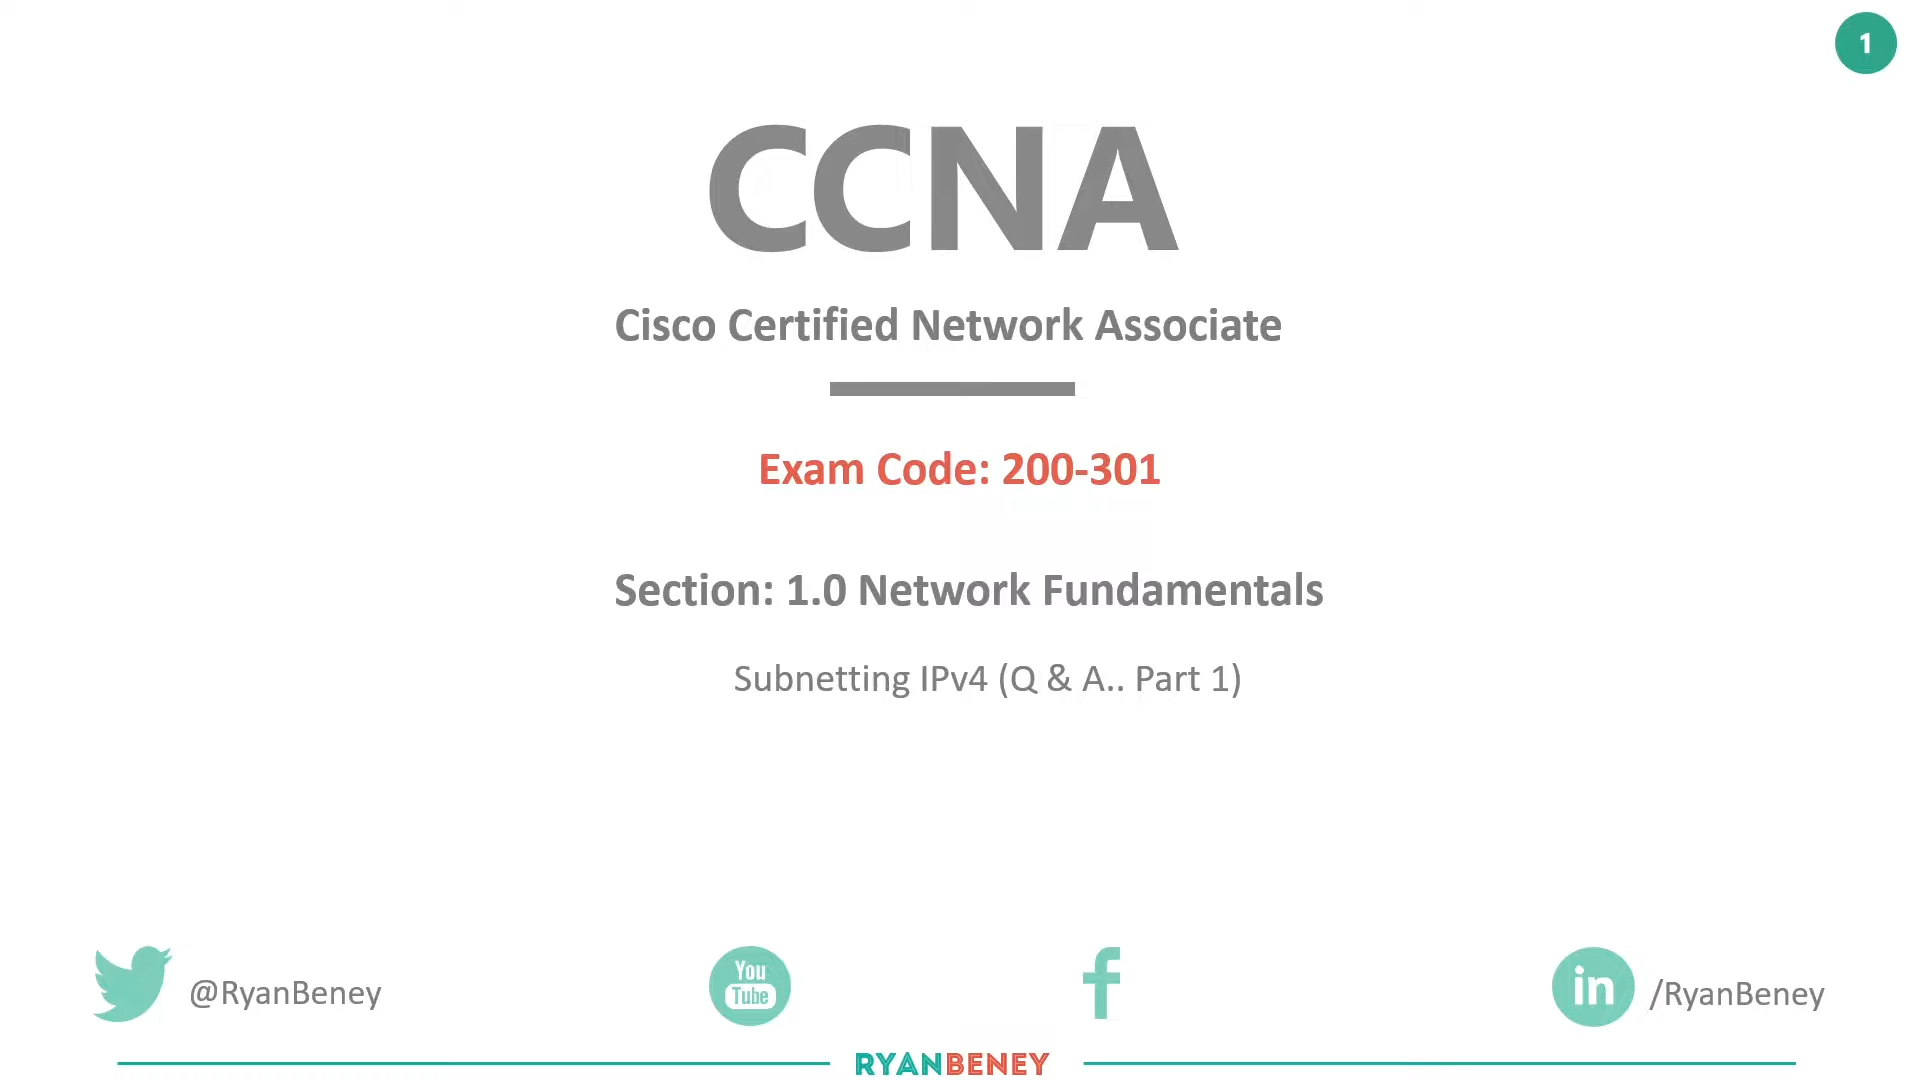 1
CCNA
Cisco Certified Network Associate
Exam Code: 200-301
Section: 1.0 Network Fundamentals
Subnetting IPv4 (Q & A.. Part 1)
@RyanBeney
You
Tube
f
in
/RyanBeney
RYANBENEY